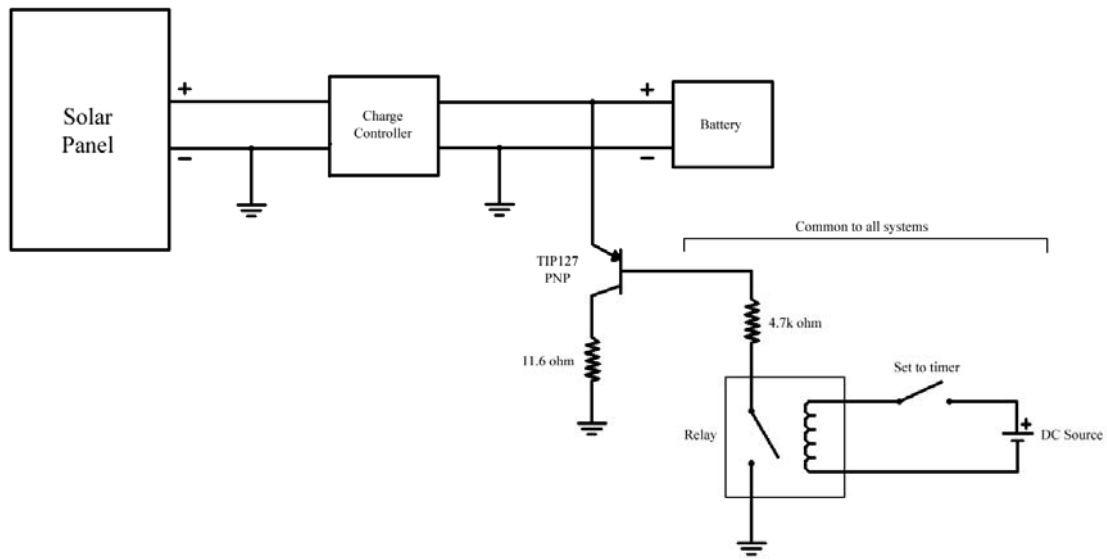 Solar
Panel
+
−
Charge
Controller
+
−
Battery
Common to all systems
TIP127
PNP
4.7k ohm
11.6 ohm
Set to timer
Relay
+
DC Source